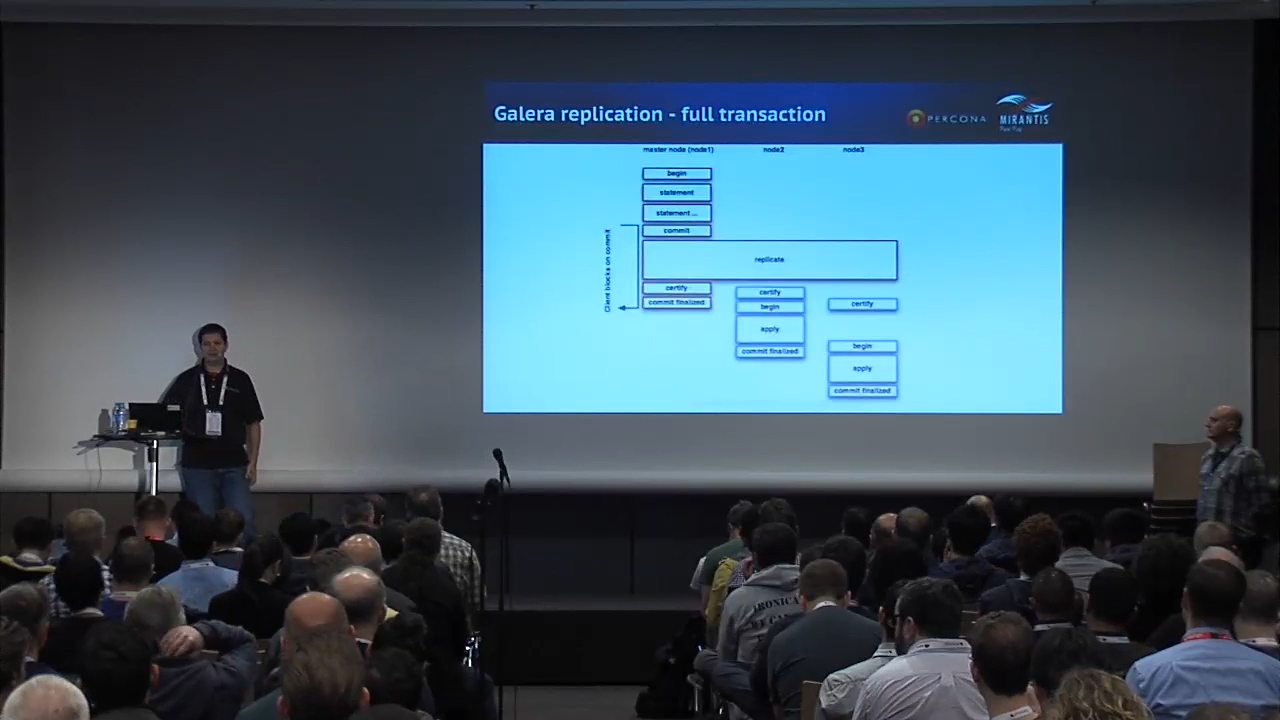 Galera replication - full transaction
PERCONA
MIRANTIS
master node (node1)
node2
node3
begin
statement
statement ...
commit
Client blocks on commit
replicate
certify
commit finalized
certify
begin
apply
commit finalized
certify
begin
apply
commit finalized